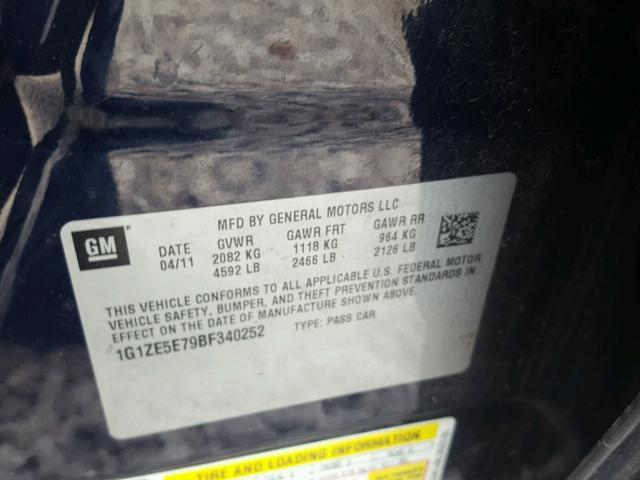 MFD BY GENERAL MOTORS LLC
GM
DATE GVWR GAWR FRT GAWR RR
04/11 2082 KG 1118 KG 964 KG
4592 LB 2466 LB 2126 LB
THIS VEHICLE CONFORMS TO ALL APPLICABLE U.S. FEDERAL MOTOR
VEHICLE SAFETY, BUMPER, AND THEFT PREVENTION STANDARDS IN
EFFECT ON THE DATE OF MANUFACTURE SHOWN ABOVE.
1G1ZE5E79BF340252 TYPE: PASS CAR
TIRE AND LOADING INFORMATION